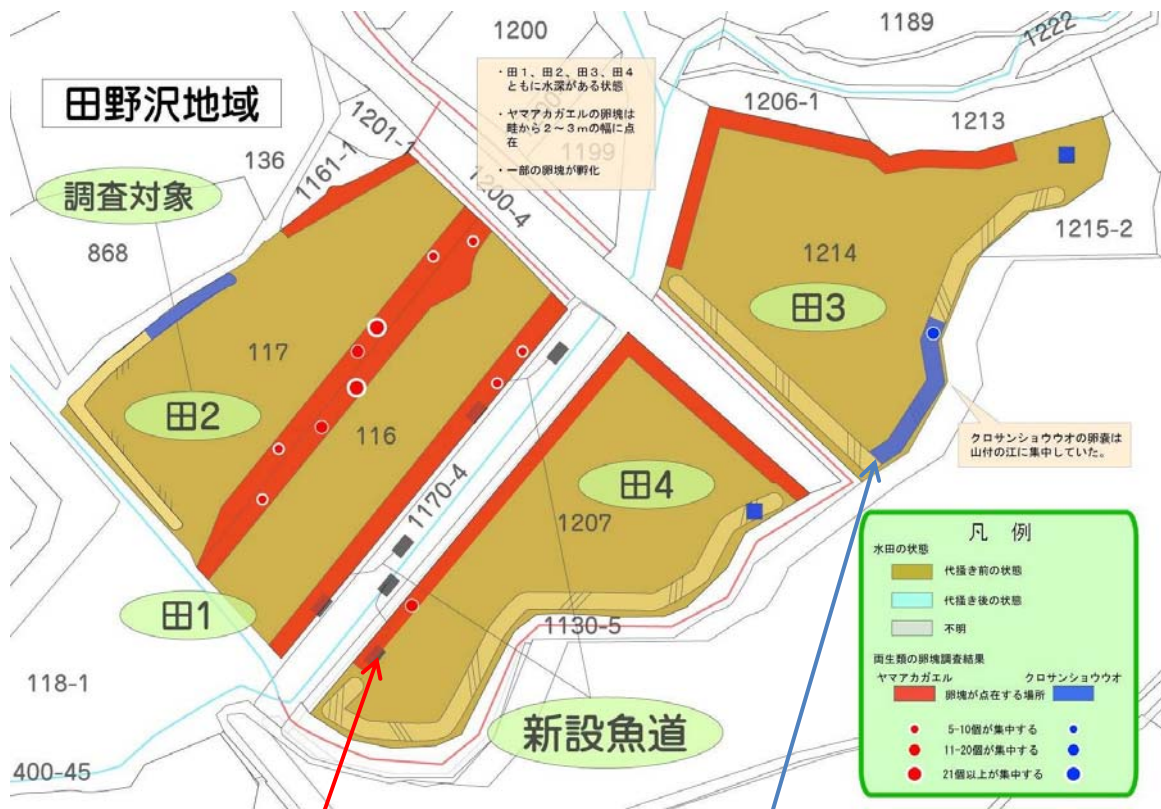 1200
1189
1222
田野沢地域
・田1、田2、田3、田4
ともに水深がある状態
・ヤマアカガエルの卵塊は
畦から2～3mの幅に点
在
・一部の卵塊が孵化
1199
1206-1
1213
1201-1
136
1161-1
1200-4
調査対象
868
1215-2
1214
田3
117
田2
116
1170-4
田4
1207
クロサンショウウオの卵嚢は
山付の江に集中していた。
田1
1130-5
118-1
新設魚道
400-45
凡 例
水田の状態
代掻き前の状態
代掻き後の状態
不明
両生類の卵塊調査結果
ヤマアカガエル
クロサンショウウオ
卵塊が点在する場所
5-10個が集中する
11-20個が集中する
21個以上が集中する